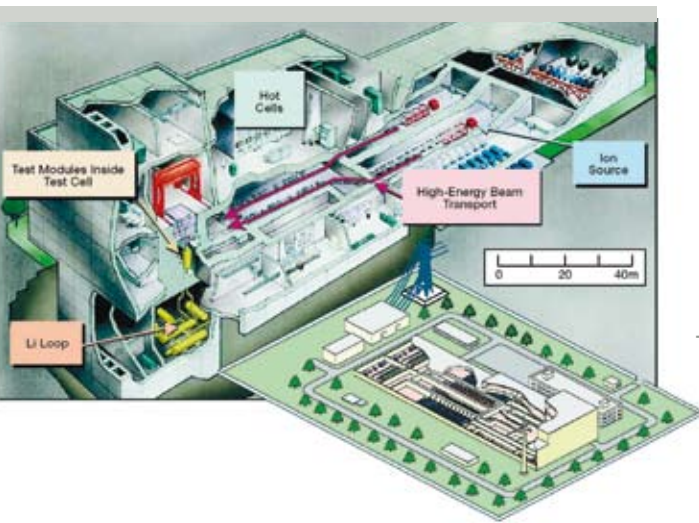 Hot
Cells
Test Modules Inside
Test Cell
Ion
Source
High-Energy Beam
Transport
0 20 40m
Li Loop